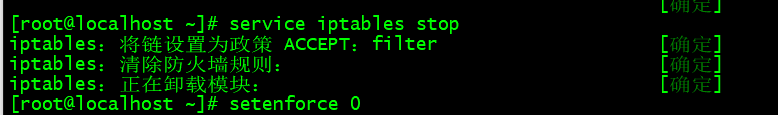 [确定]
[root@localhost ~]# service iptables stop
iptables：将链设置为政策 ACCEPT：filter [确定]
iptables：清除防火墙规则： [确定]
iptables：正在卸载模块： [确定]
[root@localhost ~]# setenforce 0